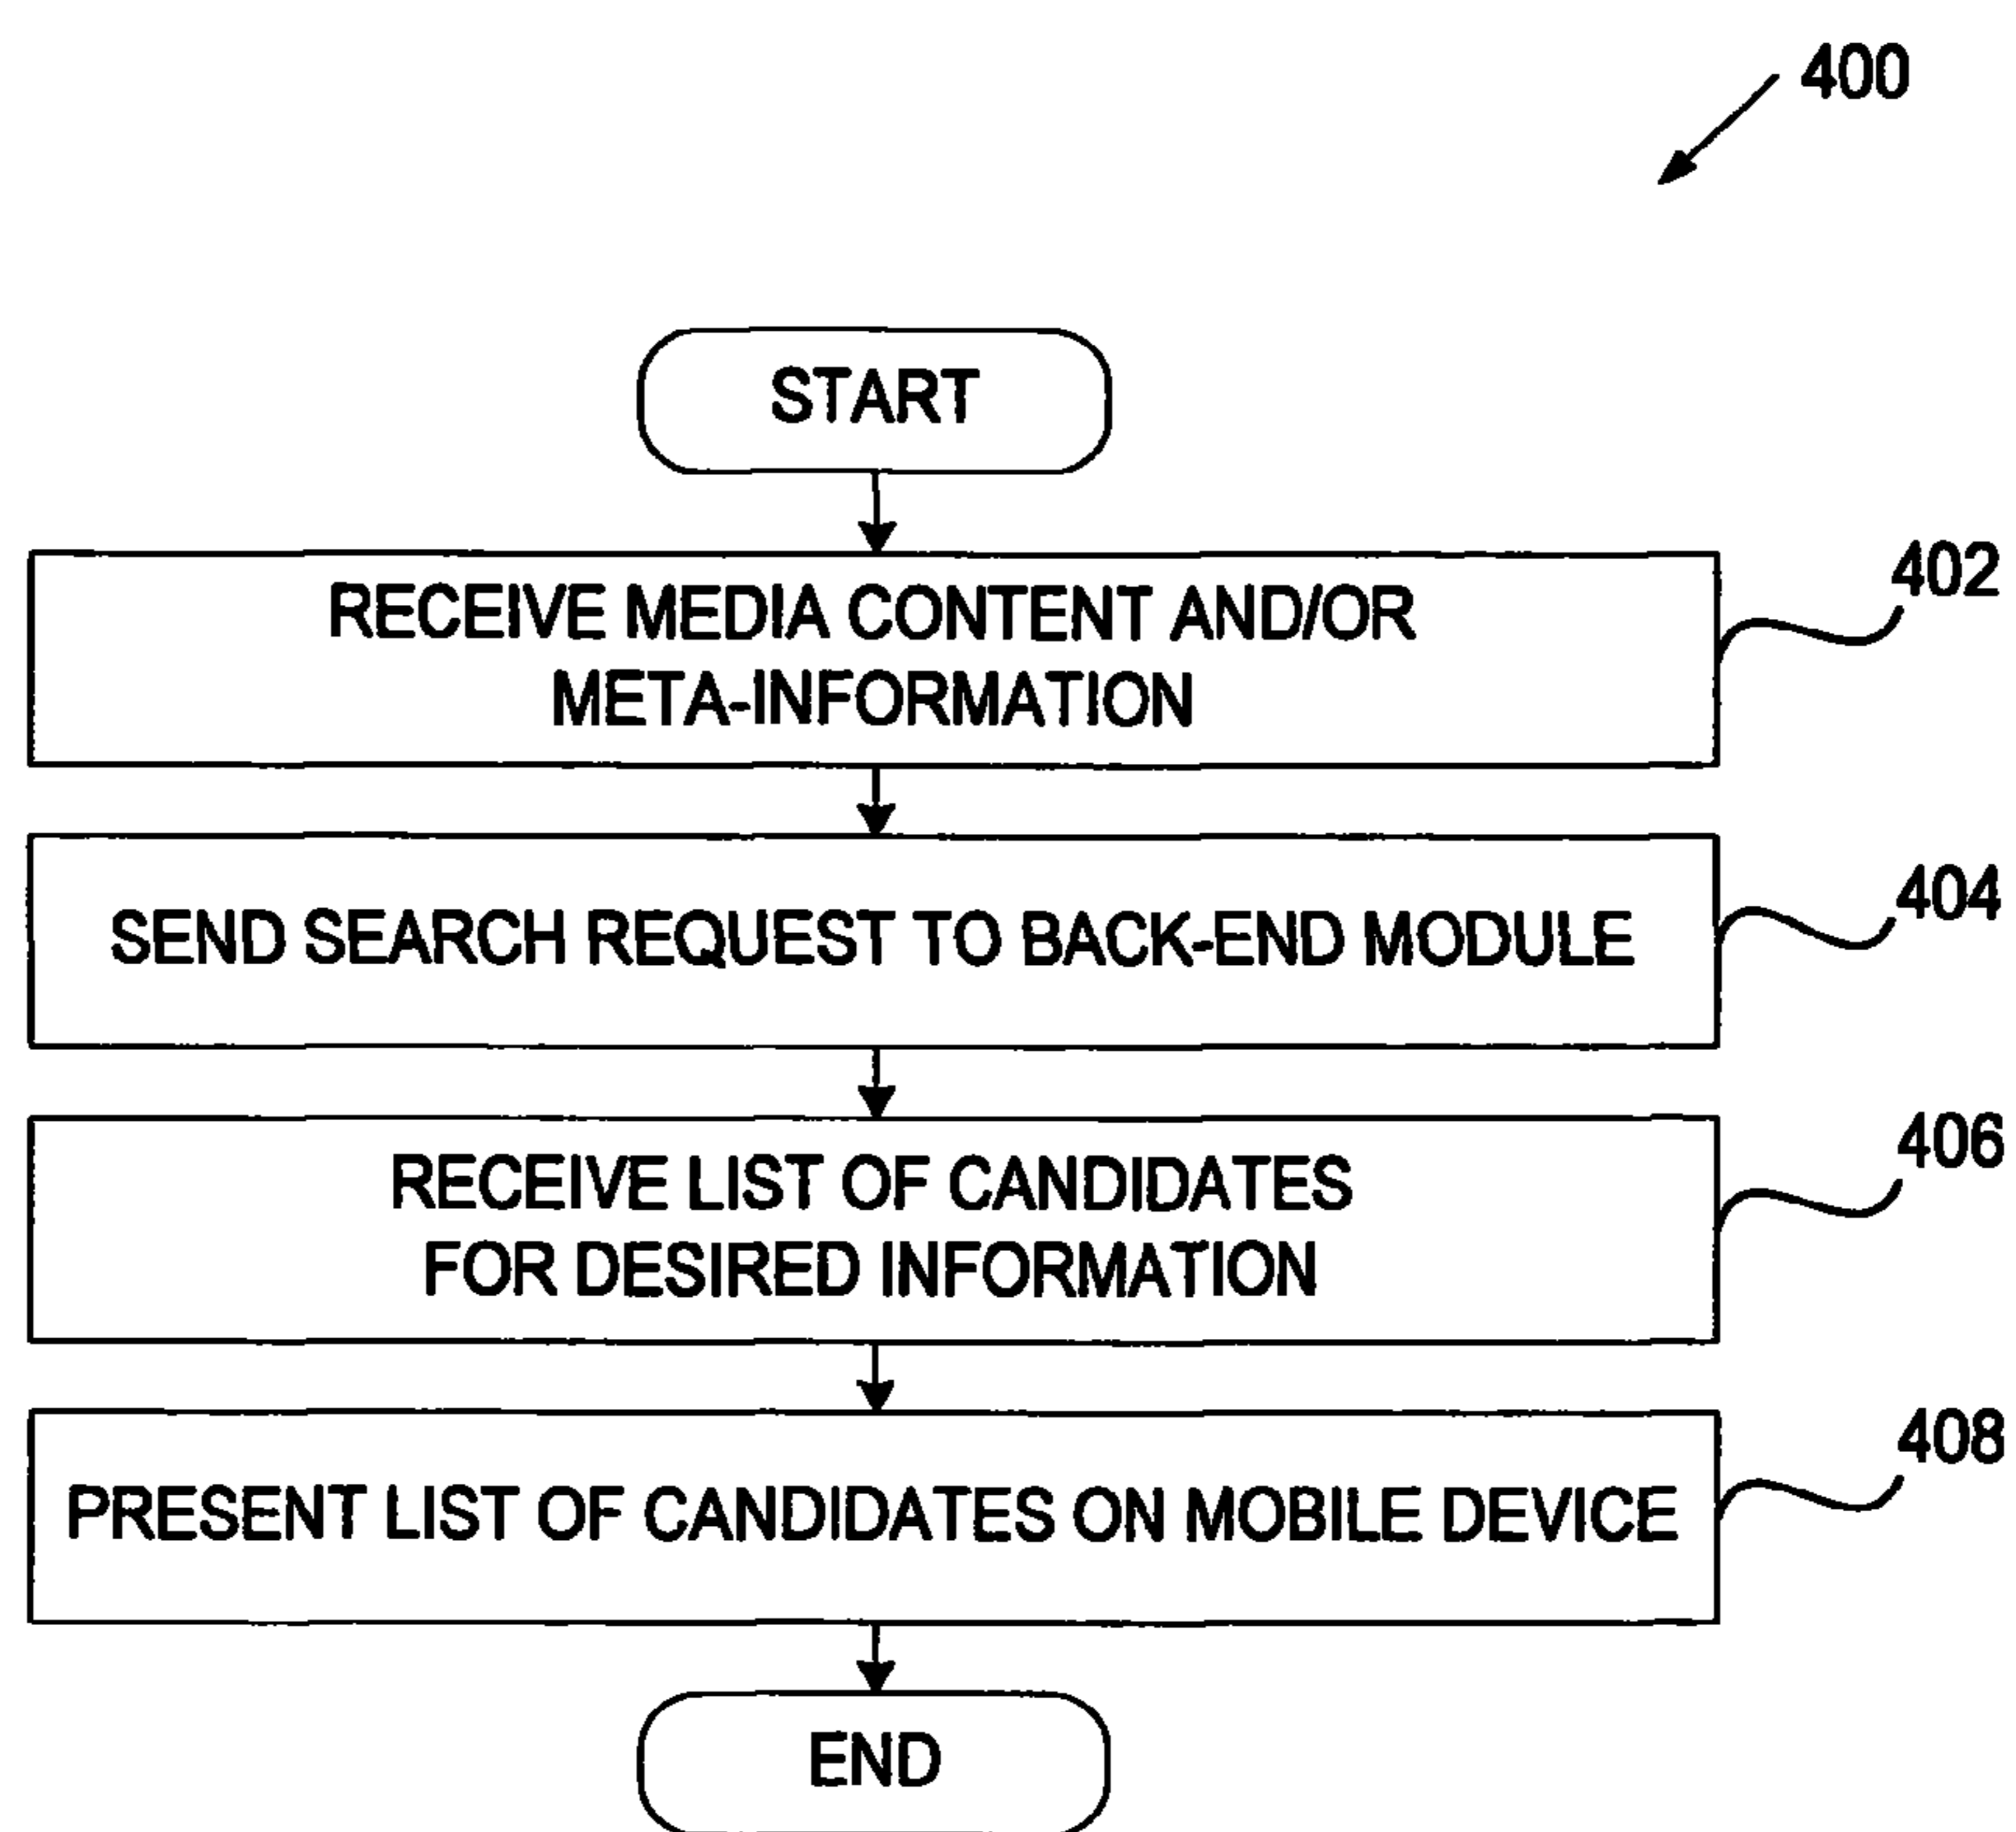 400
START
RECEIVE MEDIA CONTENT AND/OR
META-INFORMATION
402
SEND SEARCH REQUEST TO BACK-END MODULE
404
RECEIVE LIST OF CANDIDATES
FOR DESIRED INFORMATION
406
PRESENT LIST OF CANDIDATES ON MOBILE DEVICE
408
END